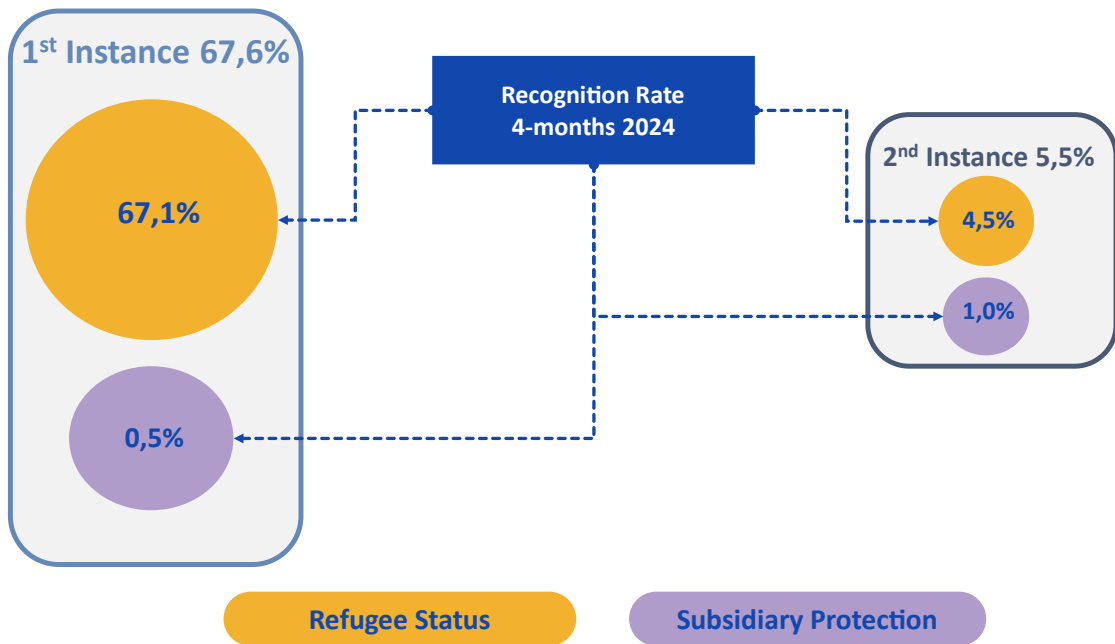 1st Instance 67,6%
67,1%
0,5%
Recognition Rate
4-months 2024
2nd Instance 5,5%
4,5%
1,0%
Refugee Status
Subsidiary Protection